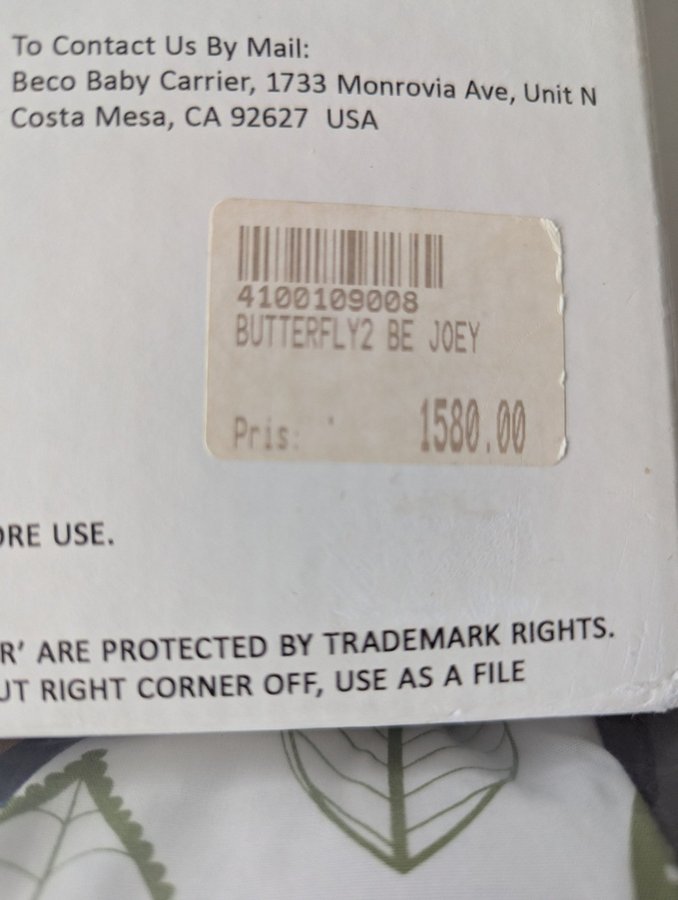 To Contact Us By Mail:
Beco Baby Carrier, 1733 Monrovia Ave, Unit N
Costa Mesa, CA 92627 USA
4100109008
BUTTERFLY2 BE JOEY
Pris: 1580.00
ORE USE.
R’ ARE PROTECTED BY TRADEMARK RIGHTS.
UT RIGHT CORNER OFF, USE AS A FILE